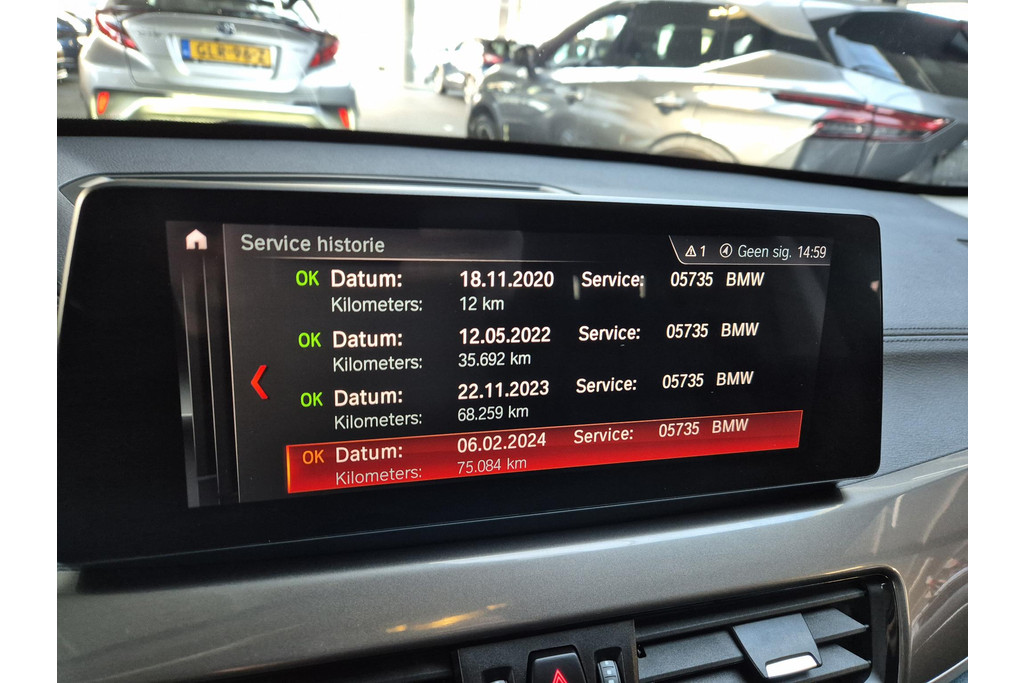 GLR-96-Z
Service historie
1 Geen sig. 14:59
OK Datum: 18.11.2020 Service: 05735 BMW
Kilometers: 12 km
OK Datum: 12.05.2022 Service: 05735 BMW
Kilometers: 35.692 km
OK Datum: 22.11.2023 Service: 05735 BMW
Kilometers: 68.259 km
OK Datum: 06.02.2024 Service: 05735 BMW
Kilometers: 75.084 km